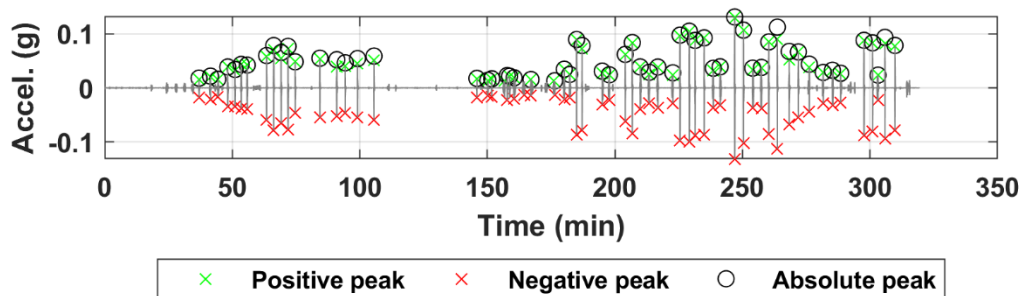 Accel. (g)
0.1
0
-0.1
0 50 100 150 200 250 300 350
Time (min)
Positive peak Negative peak Absolute peak